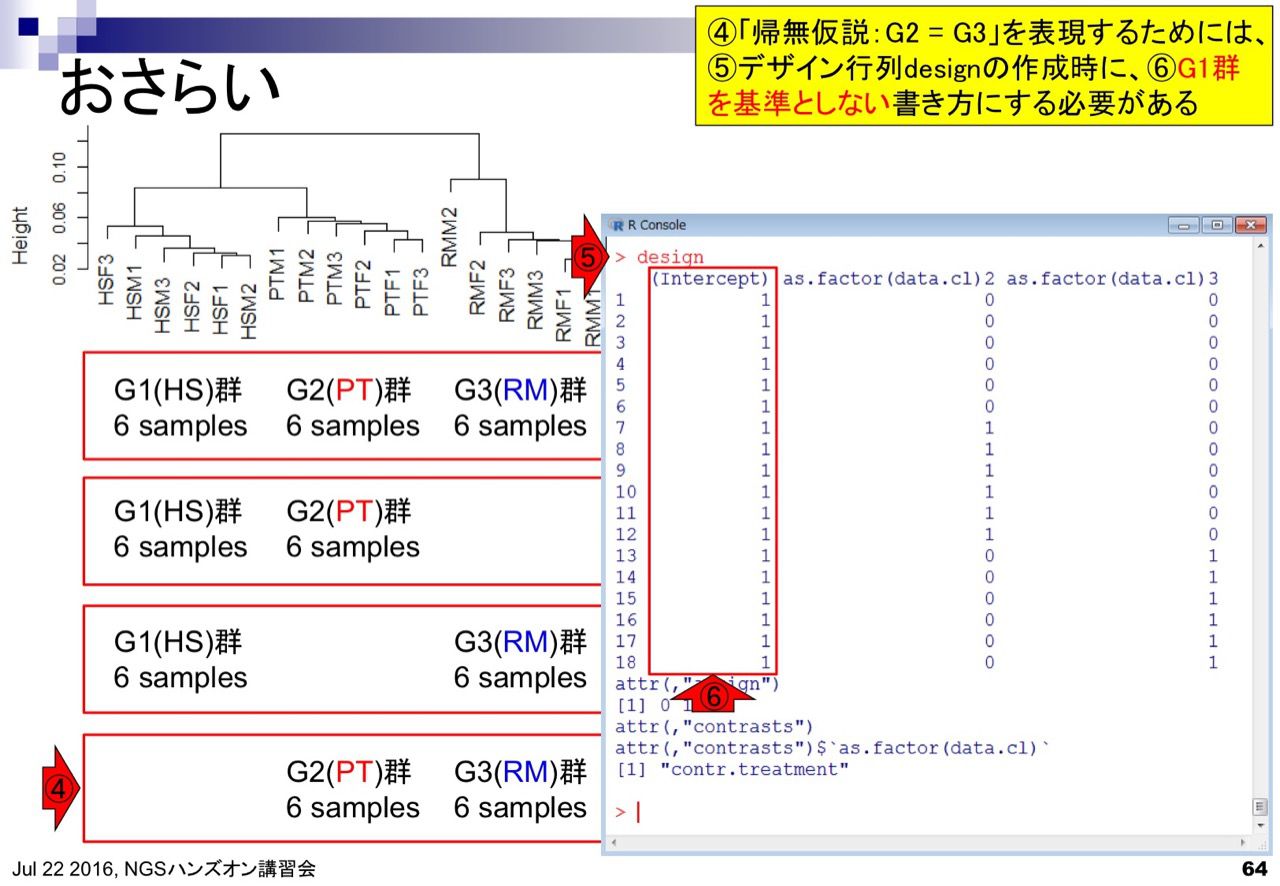 ④「帰無仮説：G2 = G3」を表現するためには、
⑤デザイン行列designの作成時に、⑥G1群
を基準としない書き方にする必要がある
おさらい
Height
0.02 0.06 0.10
HSF3 HSM1 HSM3 HSF2 HSF1 HSM2 PTM1 PTM2 PTM3 PTF2 PTF1 PTF3 RMM2 RMF2 RMF3 RMM3 RMF1 RMM1
G1(HS)群 G2(PT)群 G3(RM)群
6 samples 6 samples 6 samples
G1(HS)群 G2(PT)群
6 samples 6 samples
G1(HS)群 G3(RM)群
6 samples 6 samples
④
G2(PT)群 G3(RM)群
6 samples 6 samples
R Console
⑤
> design
(Intercept) as.factor(data.cl)2 as.factor(data.cl)3
1 1 0 0
2 1 0 0
3 1 0 0
4 1 0 0
5 1 0 0
6 1 0 0
7 1 1 0
8 1 1 0
9 1 1 0
10 1 1 0
11 1 1 0
12 1 1 0
13 1 0 1
14 1 0 1
15 1 0 1
16 1 0 1
17 1 0 1
18 1 0 1
attr(,"ign")
[1] 0 1
⑥
attr(,"contrasts")
attr(,"contrasts")$`as.factor(data.cl)`
[1] "contr.treatment"
>
Jul 22 2016, NGSハンズオン講習会
64